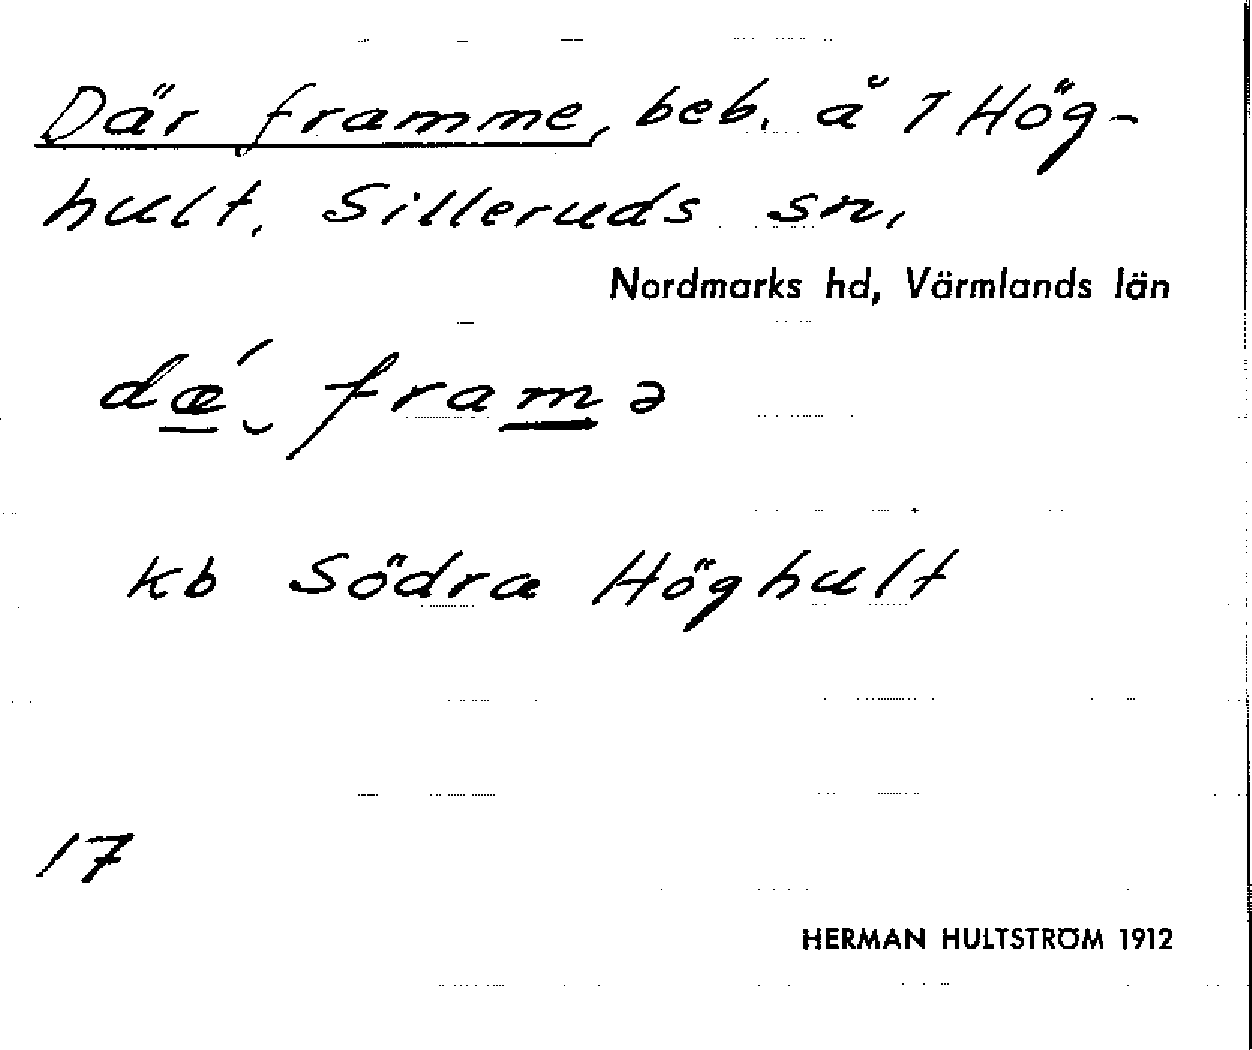 Där framme, beb. å 1 Hög-
hult. Silleruds sn,
Nordmarks hd, Värmlands län
dǽ̱ ̮ fram̱ə
kb Södra Höghult
17
HERMAN HULTSTRÖM 1912